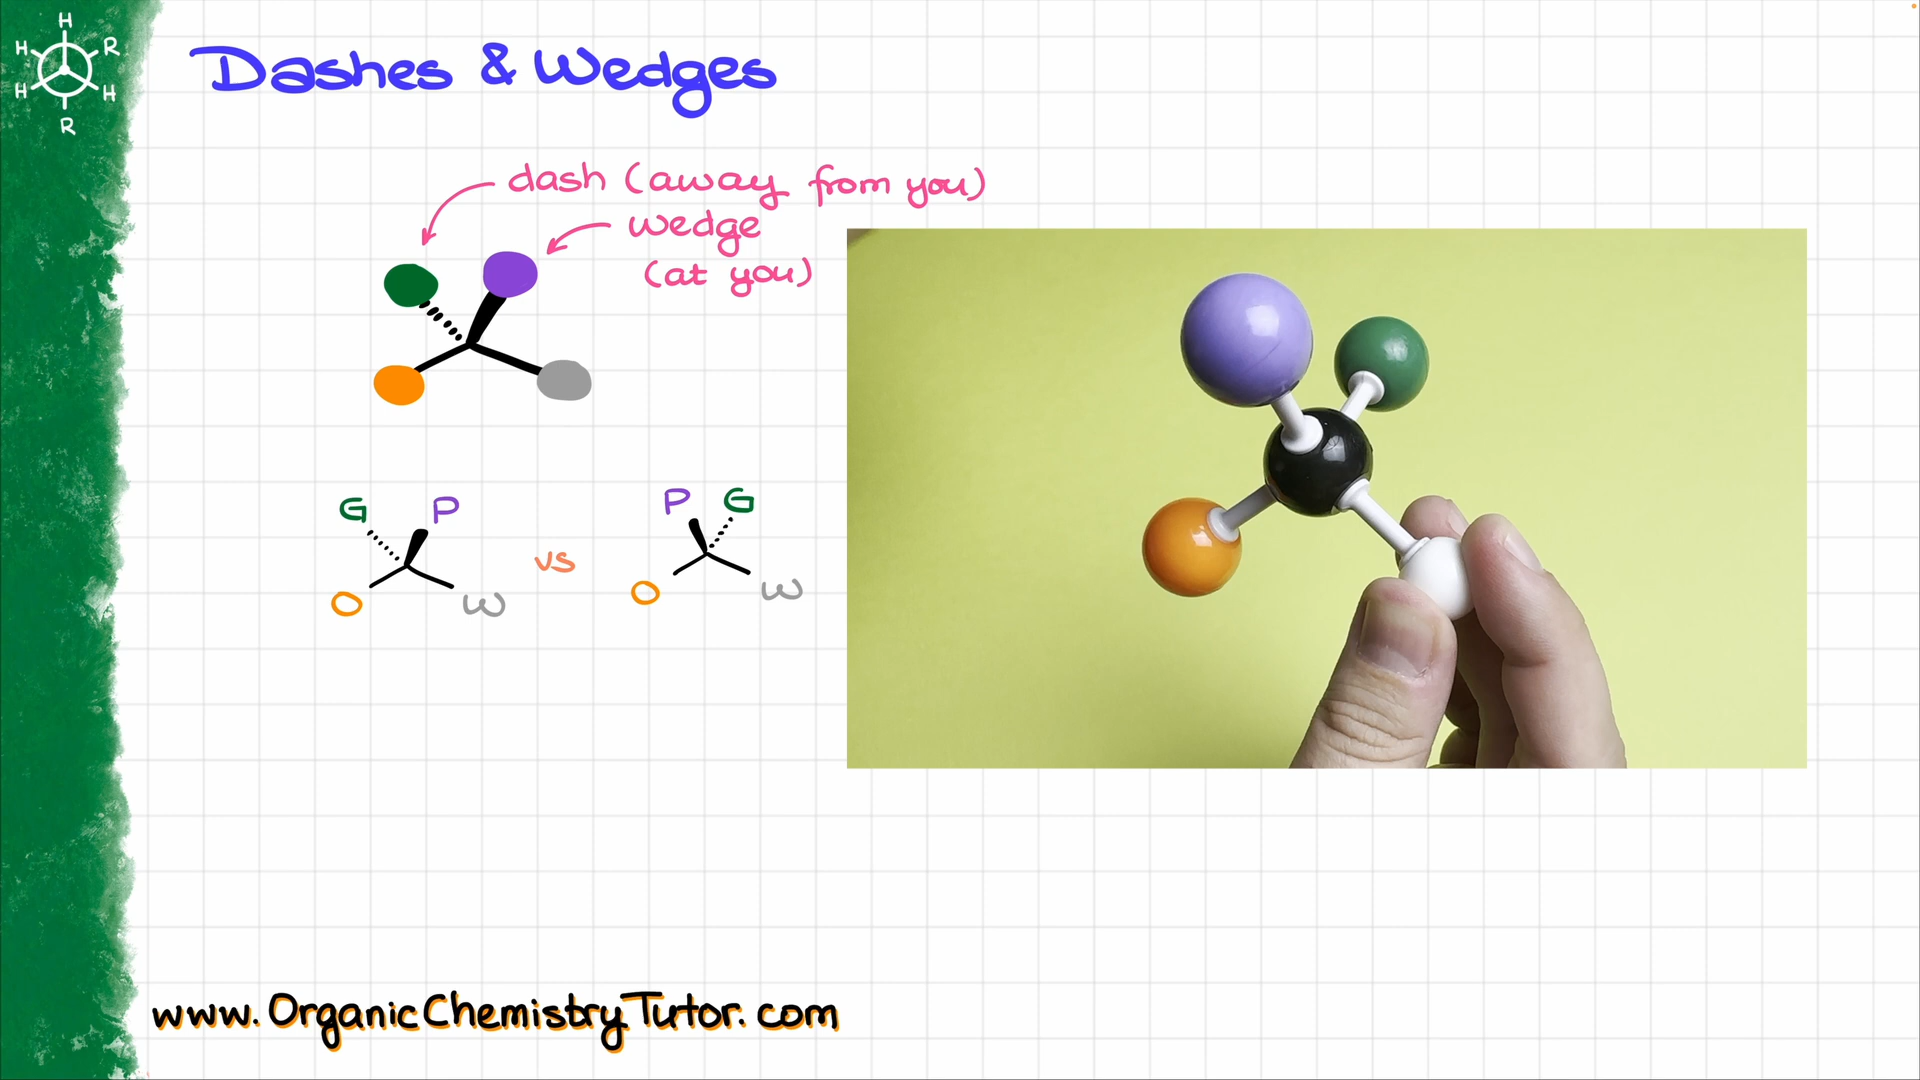 H
H R
H H
R
Dashes & Wedges
dash (away from you)
wedge
(at you)
G P
O W
vs
P G
O W
www.OrganicChemistryTutor.com